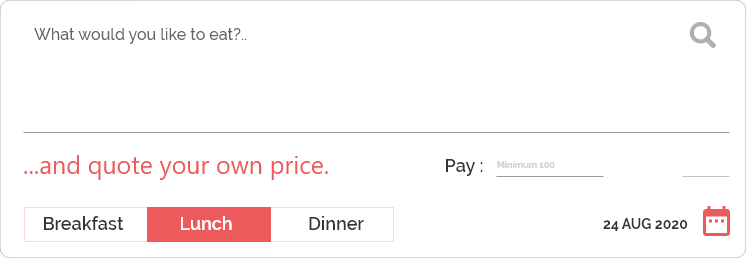 What would you like to eat?..
...and quote your own price.
Pay :
Minimum 100
Breakfast
Lunch
Dinner
24 AUG 2020